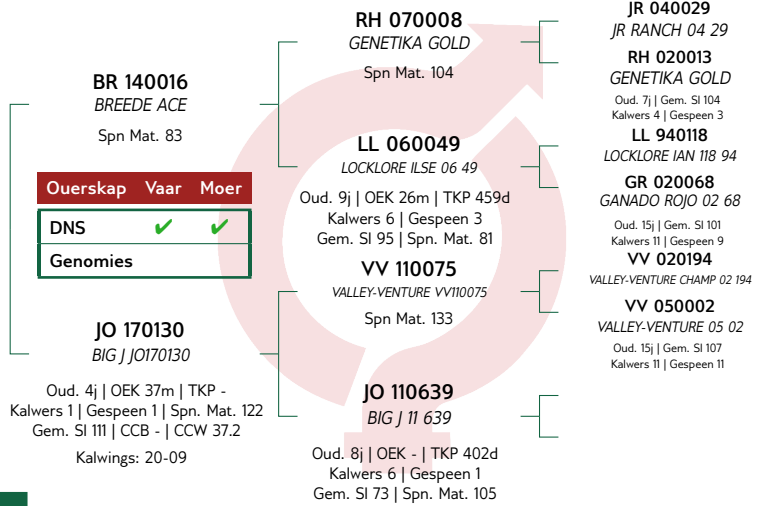 BR 140016
BREEDE ACE
Spn Mat. 83
Ouerskap Vaar Moer
DNS ✔ ✔
Genomies
JO 170130
BIG J JO170130
Oud. 4j | OEK 37m | TKP -
Kalwers 1 | Gespeen 1 | Spn. Mat. 122
Gem. SI 111 | CCB - | CCW 37.2
Kalwings: 20-09
RH 070008
GENETIKA GOLD
Spn Mat. 104
LL 060049
LOCKLORE ILSE 06 49
Oud. 9j | OEK 26m | TKP 459d
Kalwers 6 | Gespeen 3
Gem. SI 95 | Spn. Mat. 81
VV 110075
VALLEY-VENTURE VV110075
Spn Mat. 133
JO 110639
BIG J 11 639
Oud. 8j | OEK - | TKP 402d
Kalwers 6 | Gespeen 1
Gem. SI 73 | Spn. Mat. 105
JR 040029
JR RANCH 04 29
RH 020013
GENETIKA GOLD
Oud. 7j | Gem. SI 104
Kalwers 4 | Gespeen 3
LL 940118
LOCKLORE IAN 118 94
GR 020068
GANADO ROJO 02 68
Oud. 15j | Gem. SI 101
Kalwers 11 | Gespeen 9
VV 020194
VALLEY-VENTURE CHAMP 02 194
VV 050002
VALLEY-VENTURE 05 02
Oud. 15j | Gem. SI 107
Kalwers 11 | Gespeen 11